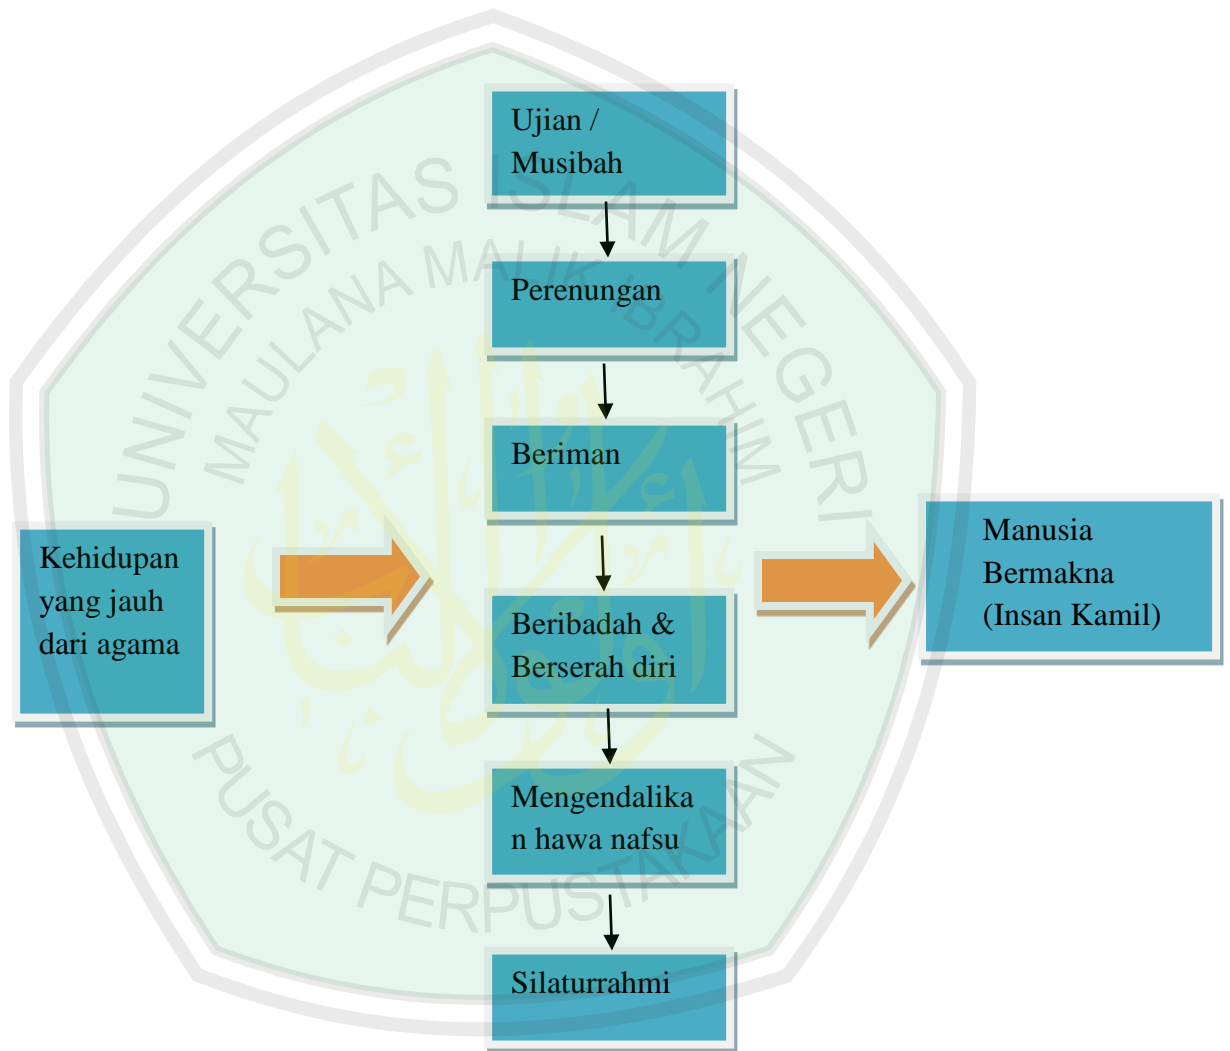 Ujian /
Musibah
Perenungan
Beriman
Kehidupan
yang jauh
dari agama
Beribadah &
Berserah diri
Manusia
Bermakna
(Insan Kamil)
Mengendalika
n hawa nafsu
Silaturrahmi
UNIVERSITAS ISLAM NEGERI
MAULANA MALIK IBRAHIM
PUSAT PERPUSTAKAAN